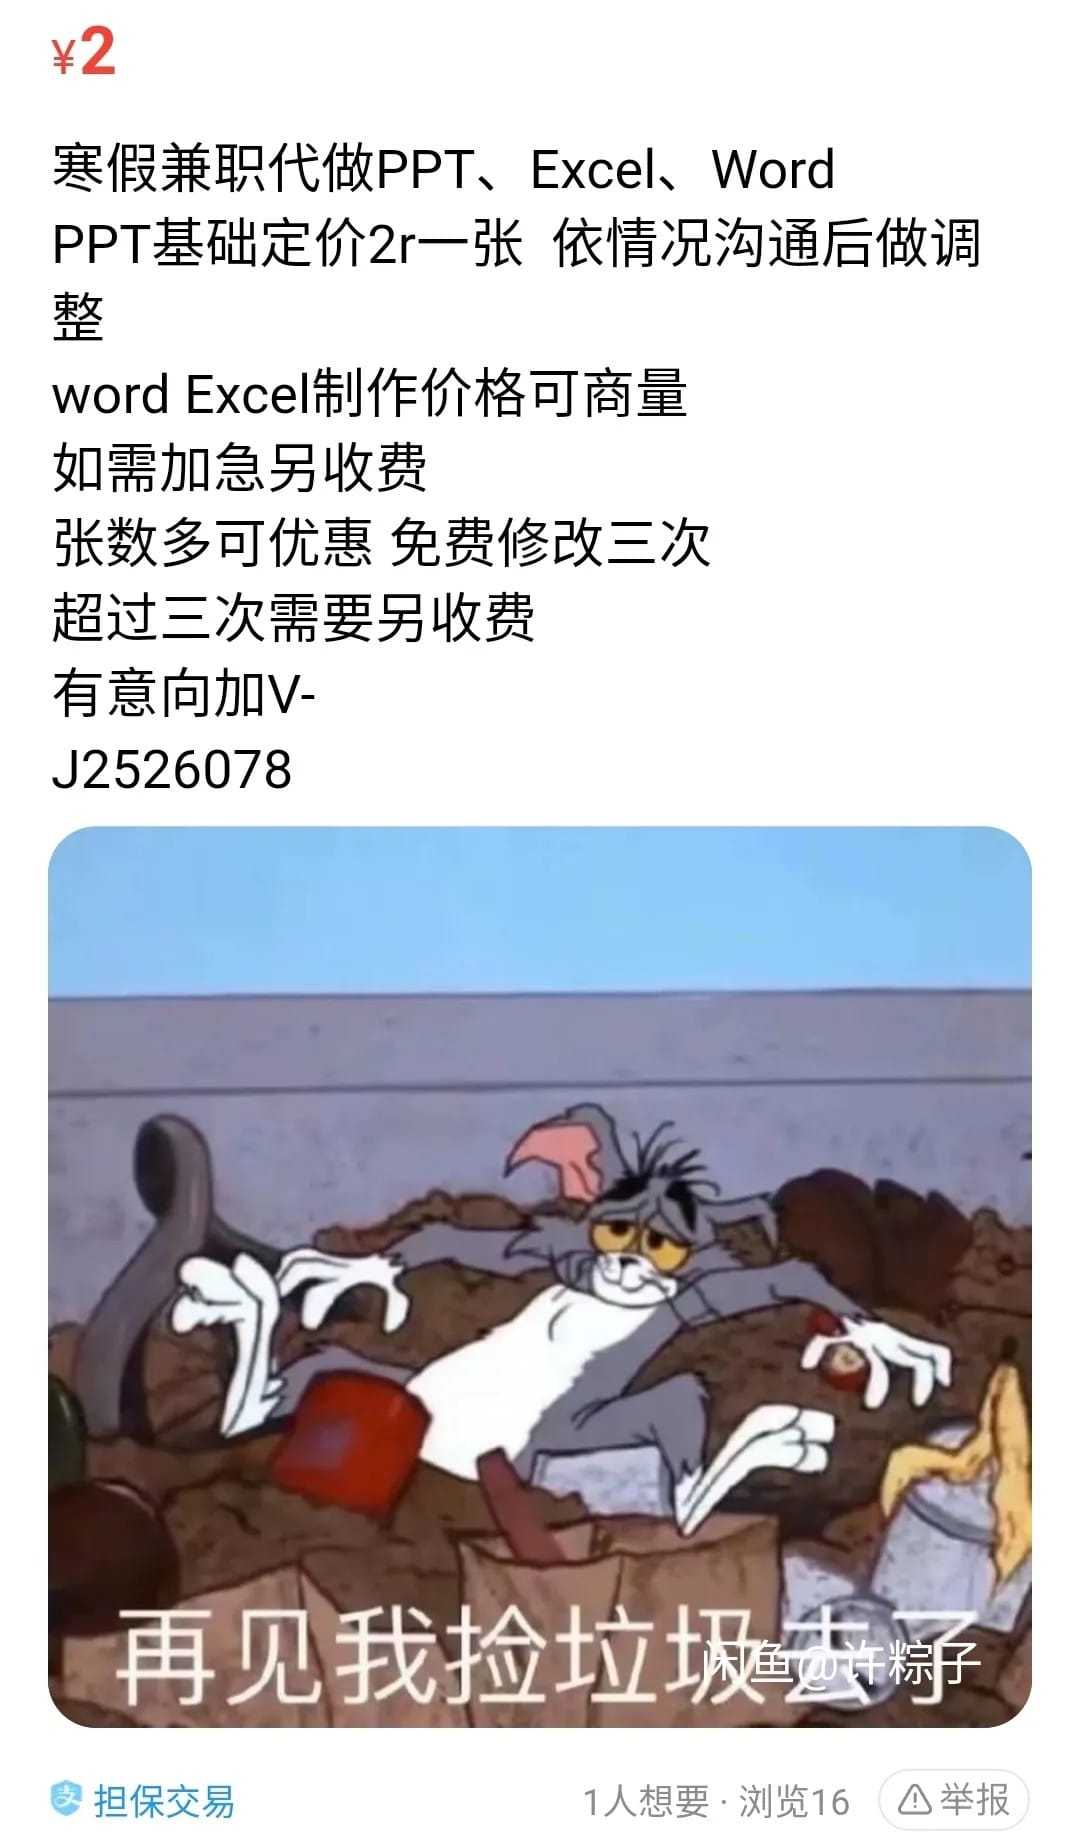 ¥2
寒假兼职代做PPT、Excel、Word
PPT基础定价2r一张 依情况沟通后做调
整
word Excel制作价格可商量
如需加急另收费
张数多可优惠 免费修改三次
超过三次需要另收费
有意向加V-
J2526078
再见我捡垃圾去了
闲鱼@许粽子
支 担保交易
1人想要 · 浏览16
举报